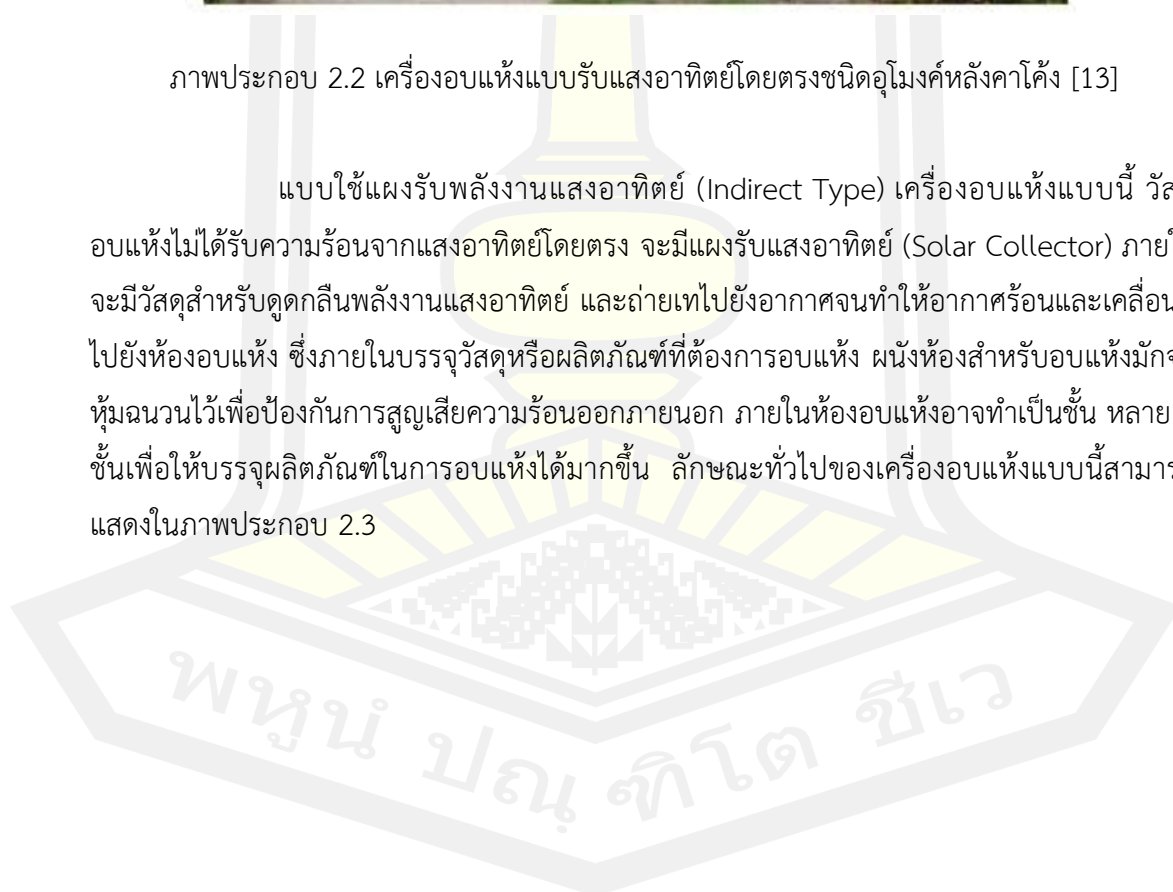 ภาพประกอบ 2.2 เครื่องอบแห้งแบบรับแสงอาทิตย์โดยตรงชนิดอุโมงค์หลังคาโค้ง [13]
แบบใช้แผงรับพลังงานแสงอาทิตย์ (Indirect Type) เครื่องอบแห้งแบบนี้
อบแห้งไม่ได้รับความร้อนจากแสงอาทิตย์โดยตรง จะมีแผงรับแสงอาทิตย์ (Solar Collector)
จะมีวัสดุสำหรับดูดกลืนพลังงานแสงอาทิตย์ และถ่ายเทไปยังอากาศจนทำให้อากาศร้อนและเคลื่อน
ไปยังห้องอบแห้ง ซึ่งภายในบรรจุวัสดุหรือผลิตภัณฑ์ที่ต้องการอบแห้ง ผนังห้องสำหรับอบแห้งมัก
หุ้มฉนวนไว้เพื่อป้องกันการสูญเสียความร้อนออกภายนอก ภายในห้องอบแห้งอาจทำเป็นชั้น หลาย
ชั้นเพื่อให้บรรจุผลิตภัณฑ์ในการอบแห้งได้มากขึ้น ลักษณะทั่วไปของเครื่องอบแห้งแบบนี้
แสดงในภาพประกอบ 2.3
พหูนํ ปณฺ ฑิโต ชีเว